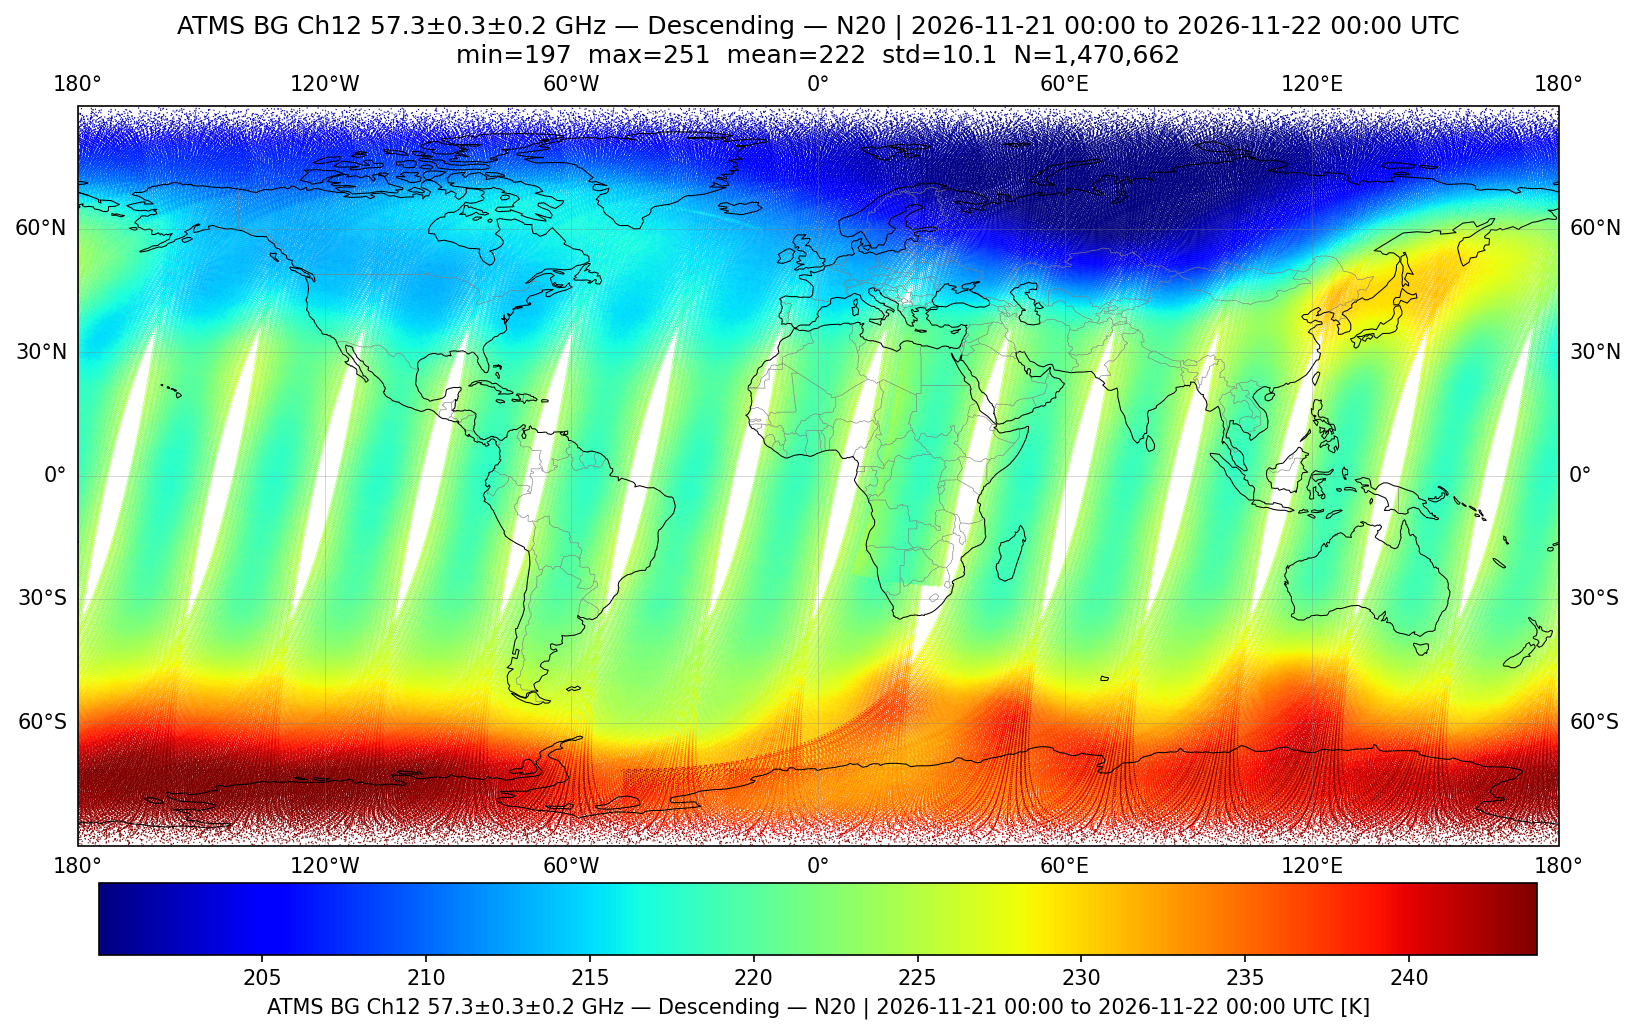 ATMS BG Ch12 57.3±0.3±0.2 GHz — Descending — N20 | 2026-11-21 00:00 to 2026-11-22 00:00 UTC
min=197  max=251  mean=222  std=10.1  N=1,470,662
180° 120°W 60°W 0° 60°E 120°E 180°
60°N 60°N
30°N 30°N
0° 0°
30°S 30°S
60°S 60°S
180° 120°W 60°W 0° 60°E 120°E 180°
205 210 215 220 225 230 235 240
ATMS BG Ch12 57.3±0.3±0.2 GHz — Descending — N20 | 2026-11-21 00:00 to 2026-11-22 00:00 UTC [K]